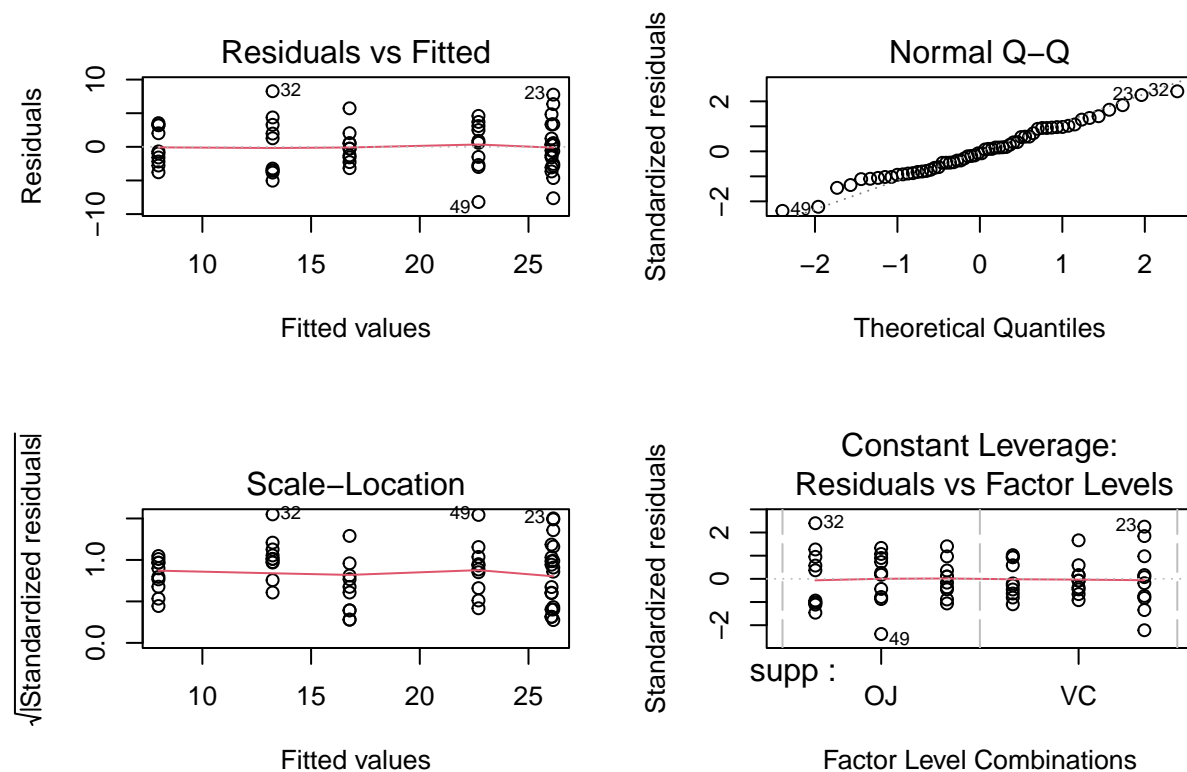 Residuals vs Fitted
Residuals
10
0
−10
32
23
49
10 15 20 25
Fitted values
Normal Q−Q
Standardized residuals
2
0
−2
23 32
49
−2 −1 0 1 2
Theoretical Quantiles
Scale−Location
√|Standardized residuals|
1.0
0.0
32
49
23
10 15 20 25
Fitted values
Constant Leverage:
Residuals vs Factor Levels
Standardized residuals
2
0
−2
32
23
49
supp :
OJ VC
Factor Level Combinations